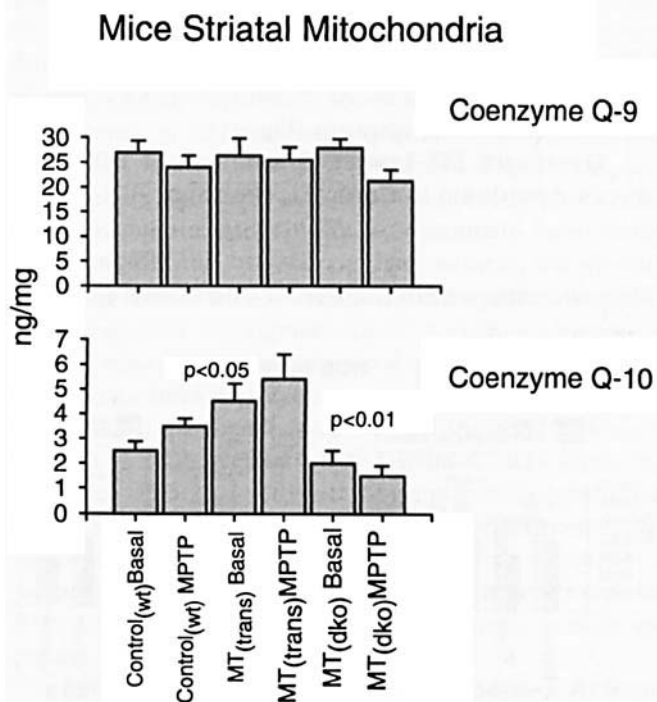 Mice Striatal Mitochondria
Coenzyme Q-9
30
25
20
15
10
5
0
ng/mg
Coenzyme Q-10
7
6
5
4
3
2
1
0
p<0.05
p<0.01
Control(wt)Basal
Control(wt) MPTP
MT(trans) Basal
MT(trans)MPTP
MT(dko) Basal
MT(dko)MPTP